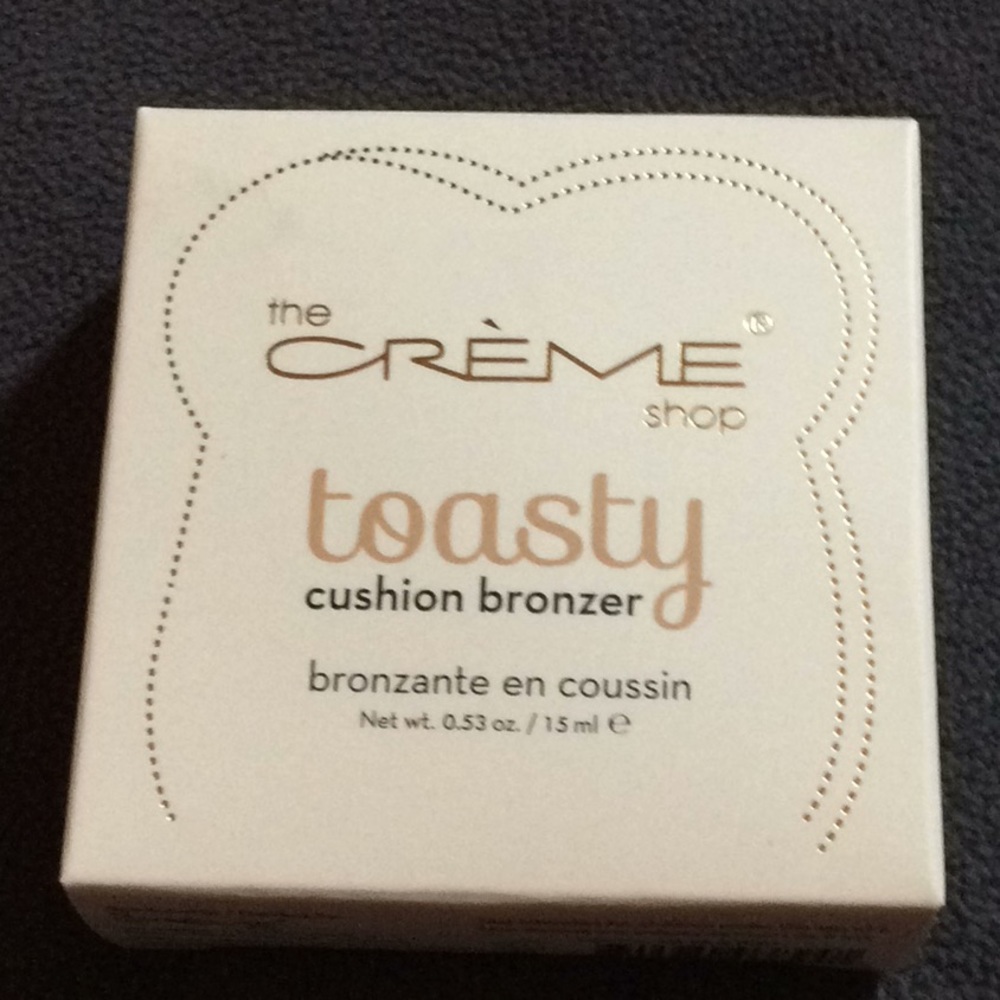 the
CRÈME®
shop
toasty
cushion bronzer
bronzante en coussin
Net wt. 0.53 oz. / 15 ml ℮